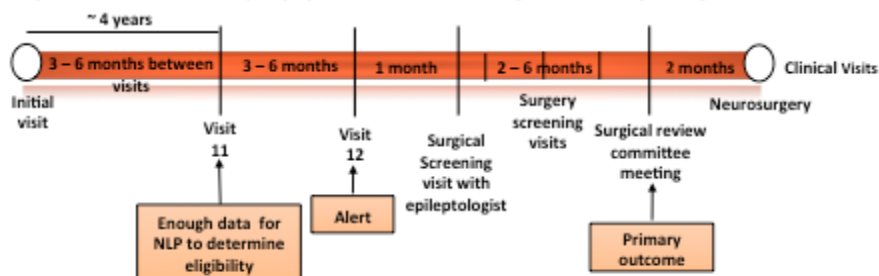 ~ 4 years
3 – 6 months between
visits
3 – 6 months
1 month
2 – 6 months
2 months
Clinical Visits
Initial
visit
Visit
11
Visit
12
Surgical
Screening
visit with
epileptologist
Surgery
screening
visits
Surgical review
committee
meeting
Neurosurgery
Enough data for
NLP to determine
eligibility
Alert
Primary
outcome